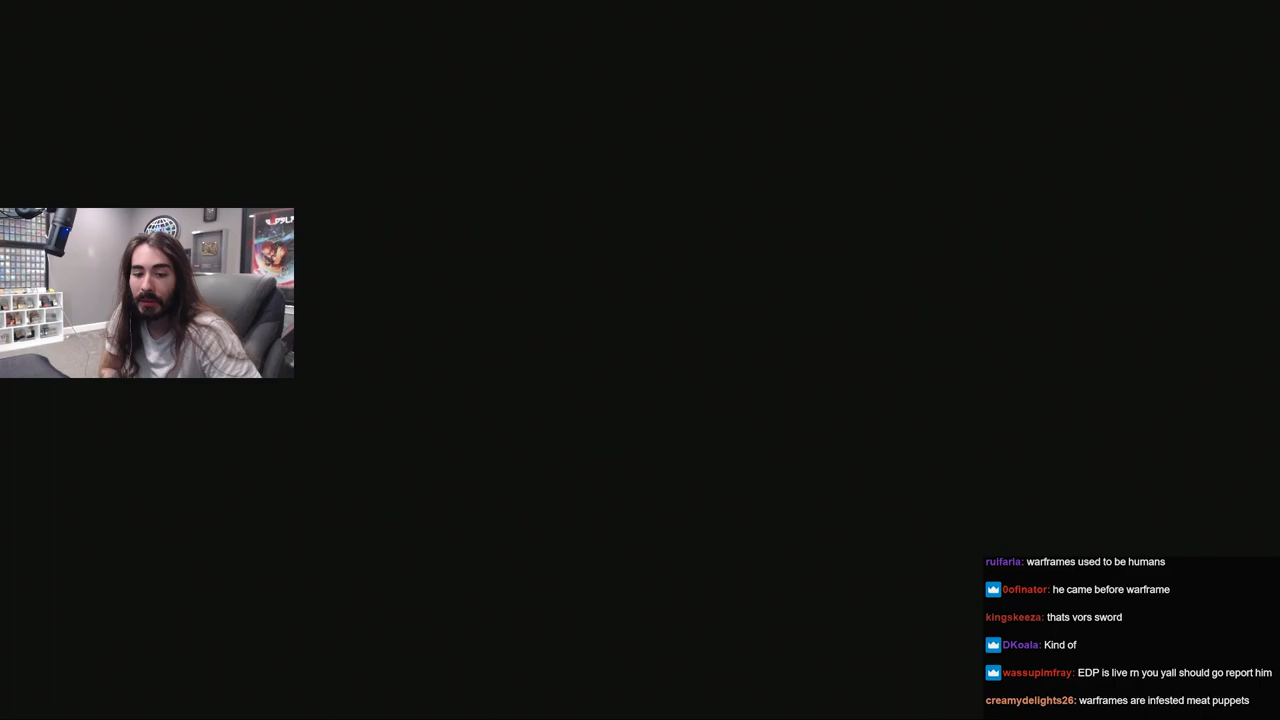 ruifaria: warframes used to be humans
0ofinator: he came before warframe
kingskeeza: thats vors sword
DKoala: Kind of
wassupimfray: EDP is live rn you yall should go report him
creamydelights26: warframes are infested meat puppets